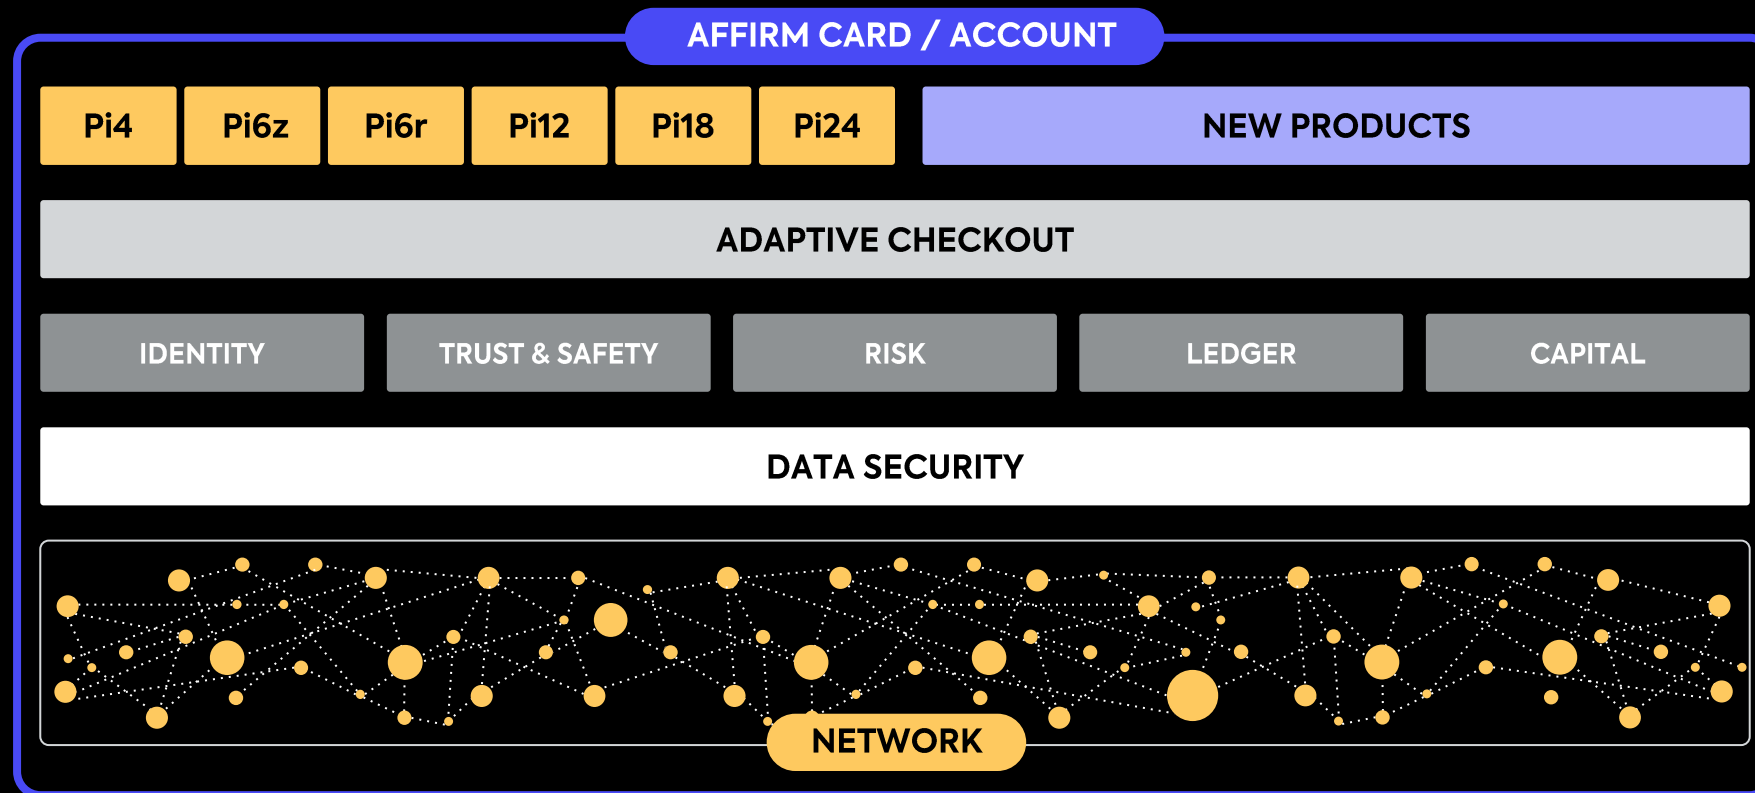 AFFIRM CARD / ACCOUNT
Pi4 Pi6z Pi6r Pi12 Pi18 Pi24 NEW PRODUCTS
ADAPTIVE CHECKOUT
IDENTITY TRUST & SAFETY RISK LEDGER CAPITAL
DATA SECURITY
NETWORK